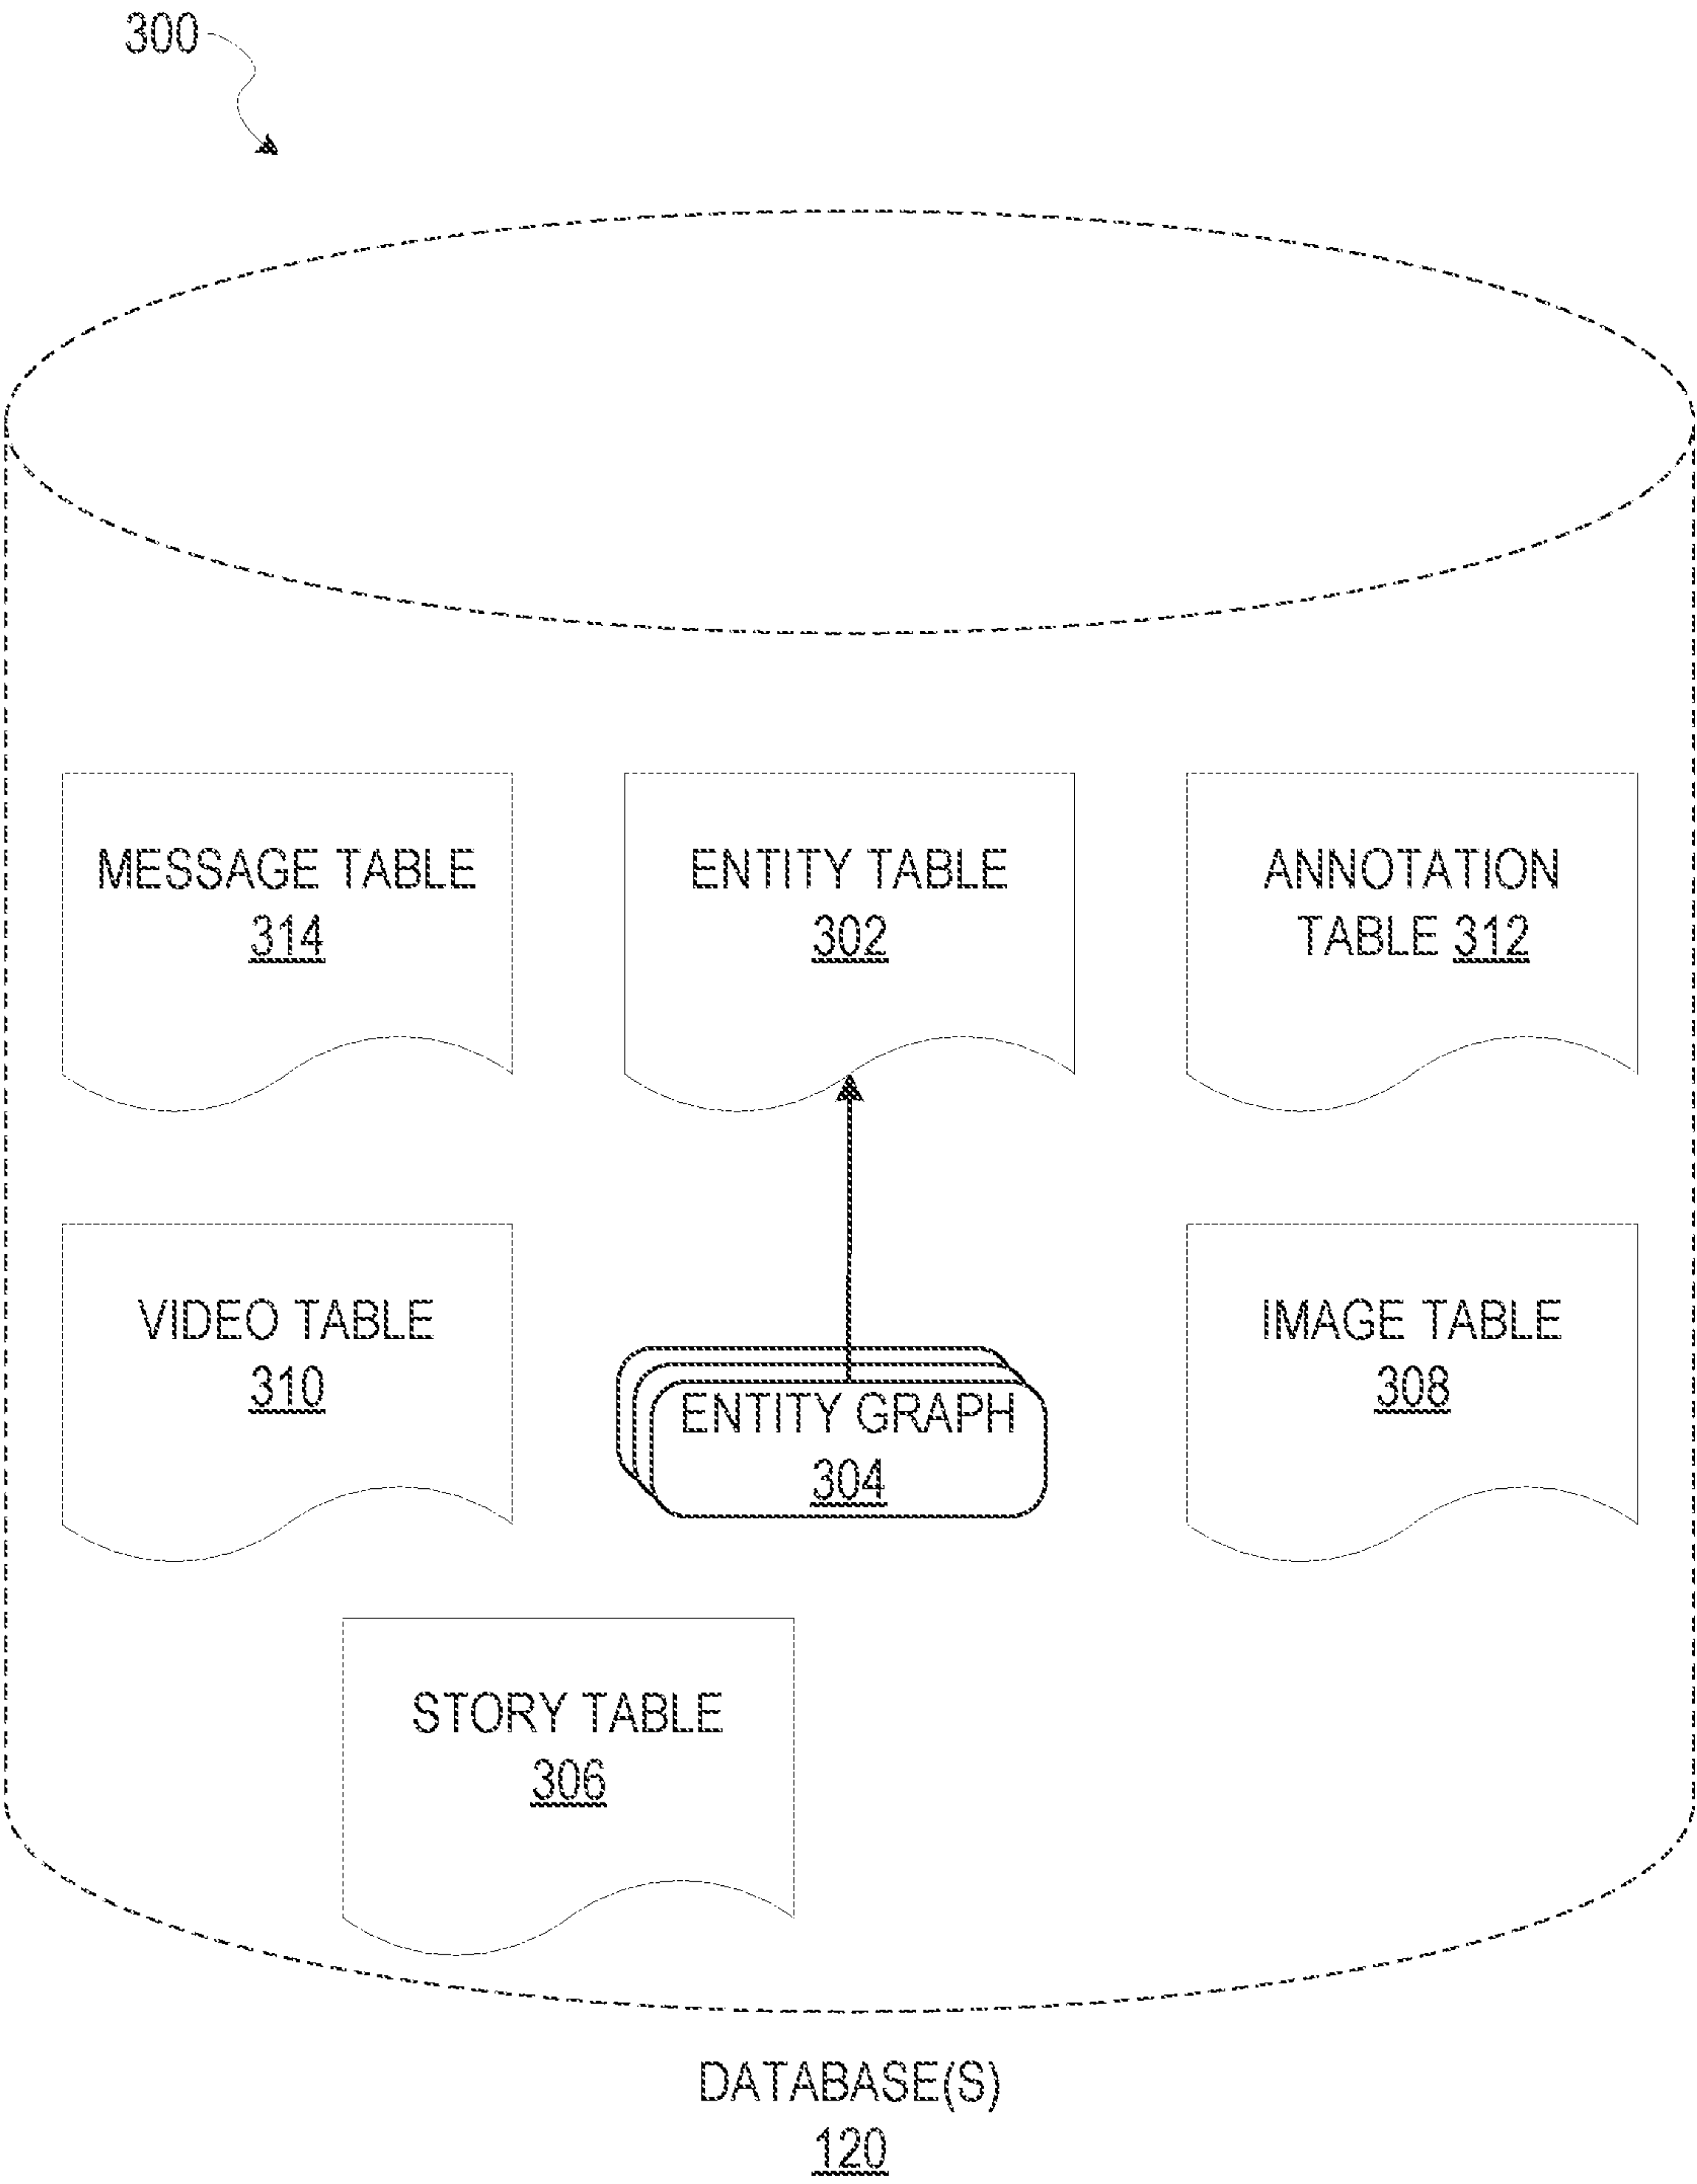 300
MESSAGE TABLE
314
ENTITY TABLE
302
ANNOTATION
TABLE 312
VIDEO TABLE
310
ENTITY GRAPH
304
IMAGE TABLE
308
STORY TABLE
306
DATABASE(S)
120